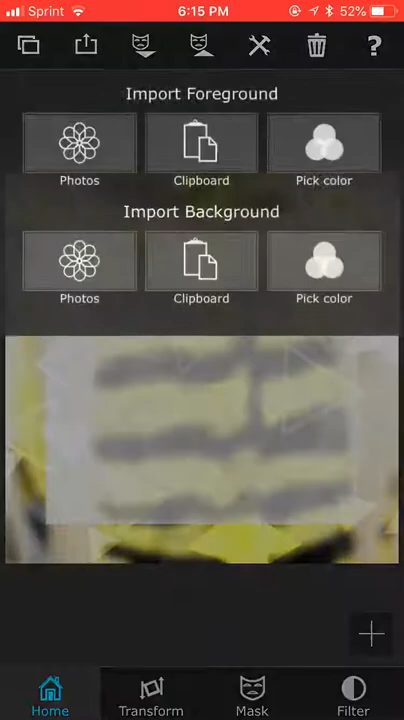 Sprint 6:15 PM 52%
?
Import Foreground
Photos Clipboard Pick color
Import Background
Photos Clipboard Pick color
Home Transform Mask Filter